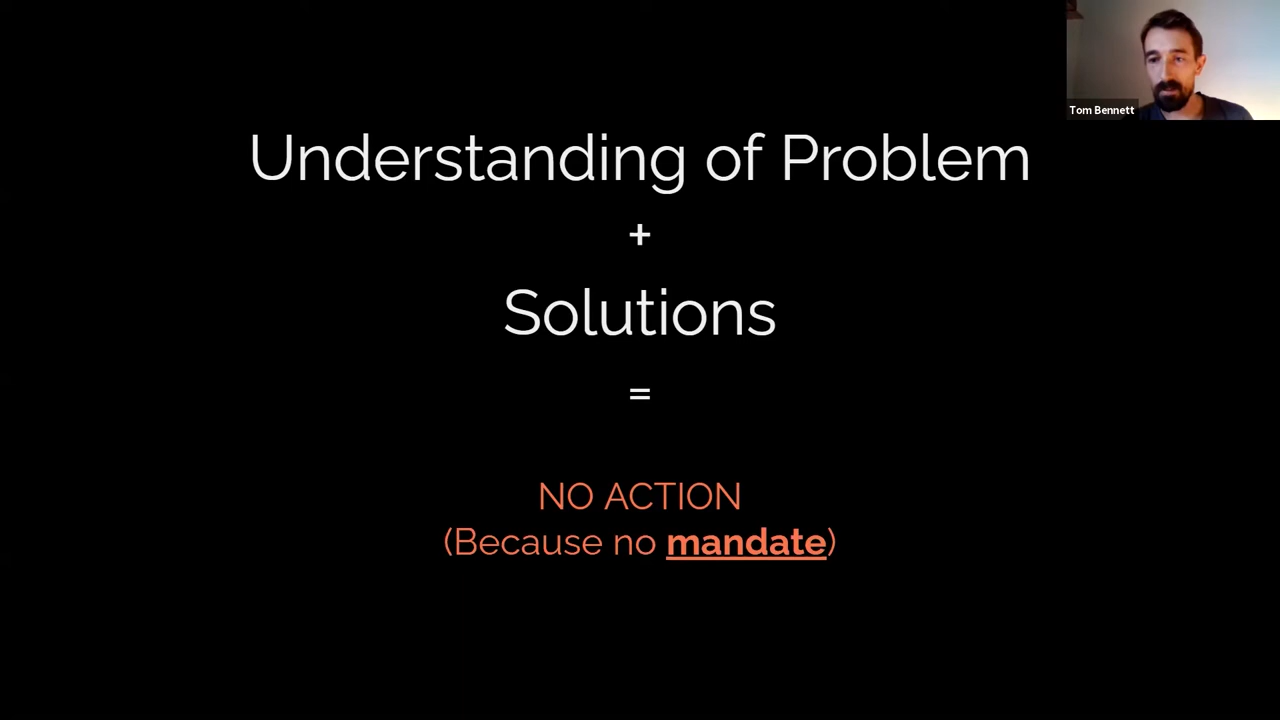 Tom Bennett
Understanding of Problem
+
Solutions
=
NO ACTION
(Because no mandate)